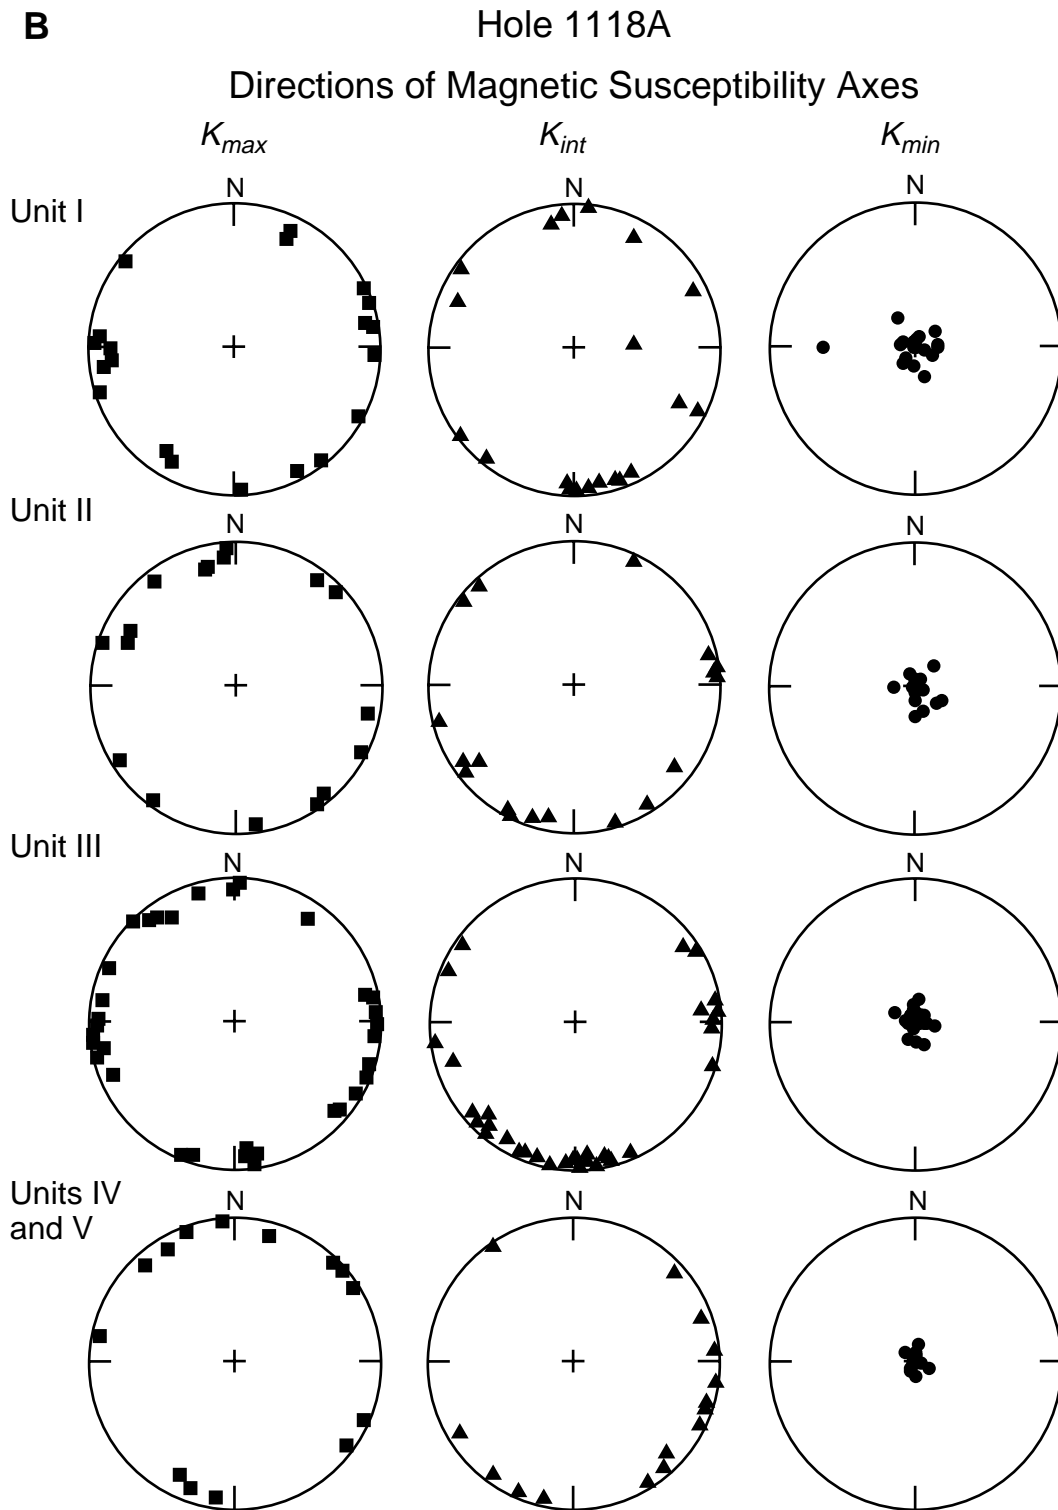 B
Hole 1118A
Directions of Magnetic Susceptibility Axes
Kmax Kint Kmin
Unit I
N N N
Unit II
N N N
Unit III
N N N
Units IV
and V
N N N